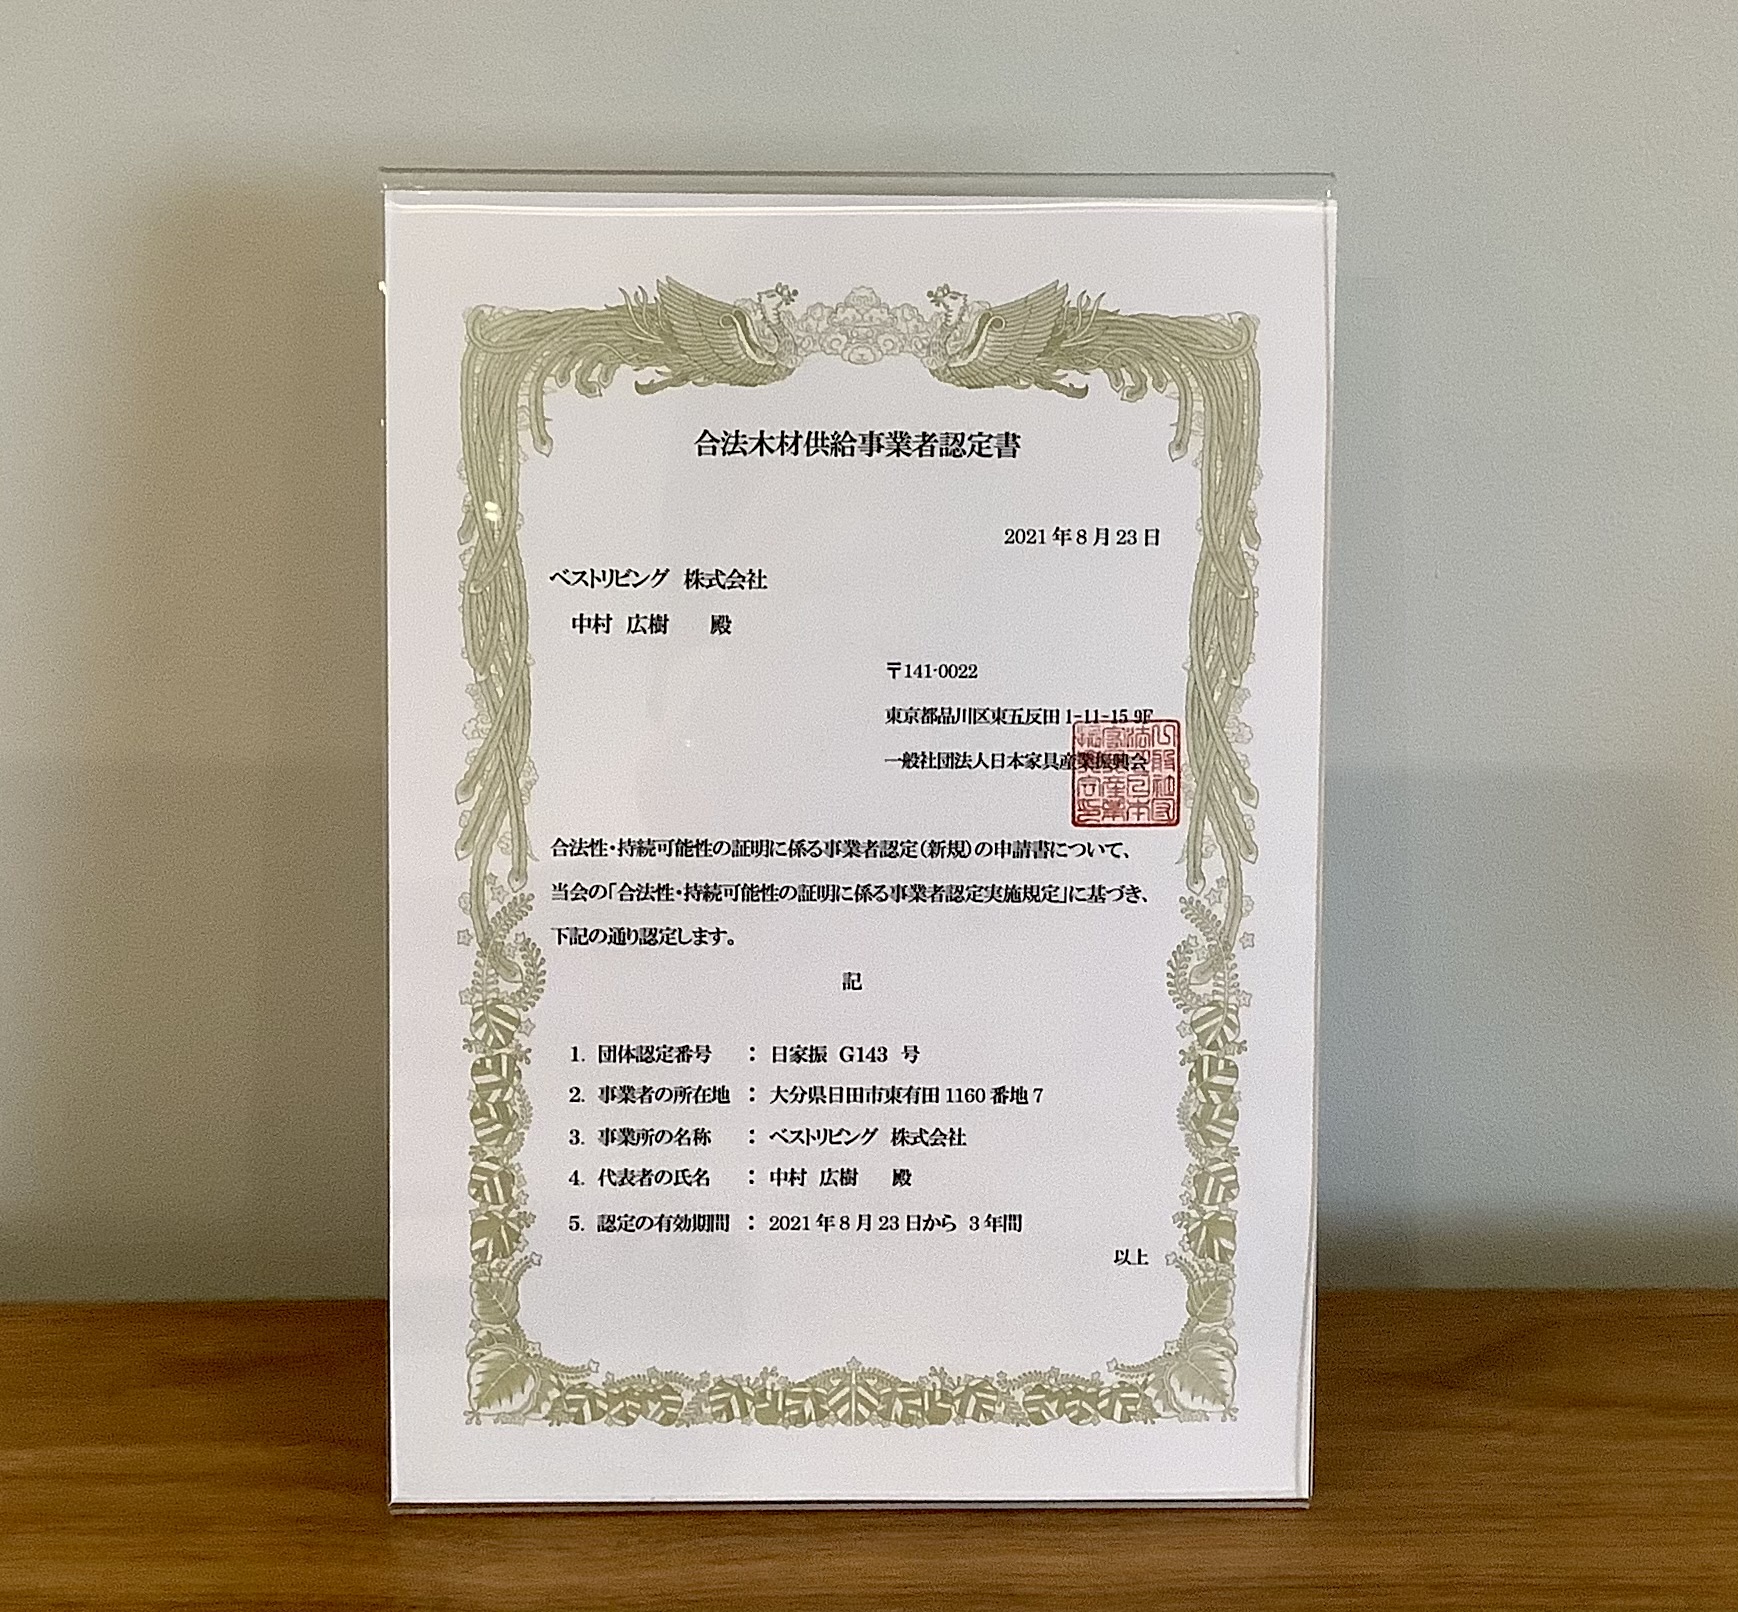 合法木材供給事業者認定書
2021年8月23日
ベストリビング 株式会社
中村 広樹 殿
〒141-0022
東京都品川区東五反田1-11-15 9F
一般社団法人日本家具産業振興会
合法性・持続可能性の証明に係る事業者認定(新規)の申請書について、
当会の「合法性・持続可能性の証明に係る事業者認定実施規定」に基づき、
下記の通り認定します。
記
1. 団体認定番号 : 日家振 G143 号
2. 事業者の所在地 : 大分県日田市東有田1160番地7
3. 事業所の名称 : ベストリビング 株式会社
4. 代表者の氏名 : 中村 広樹 殿
5. 認定の有効期間 : 2021年8月23日から 3年間
以上